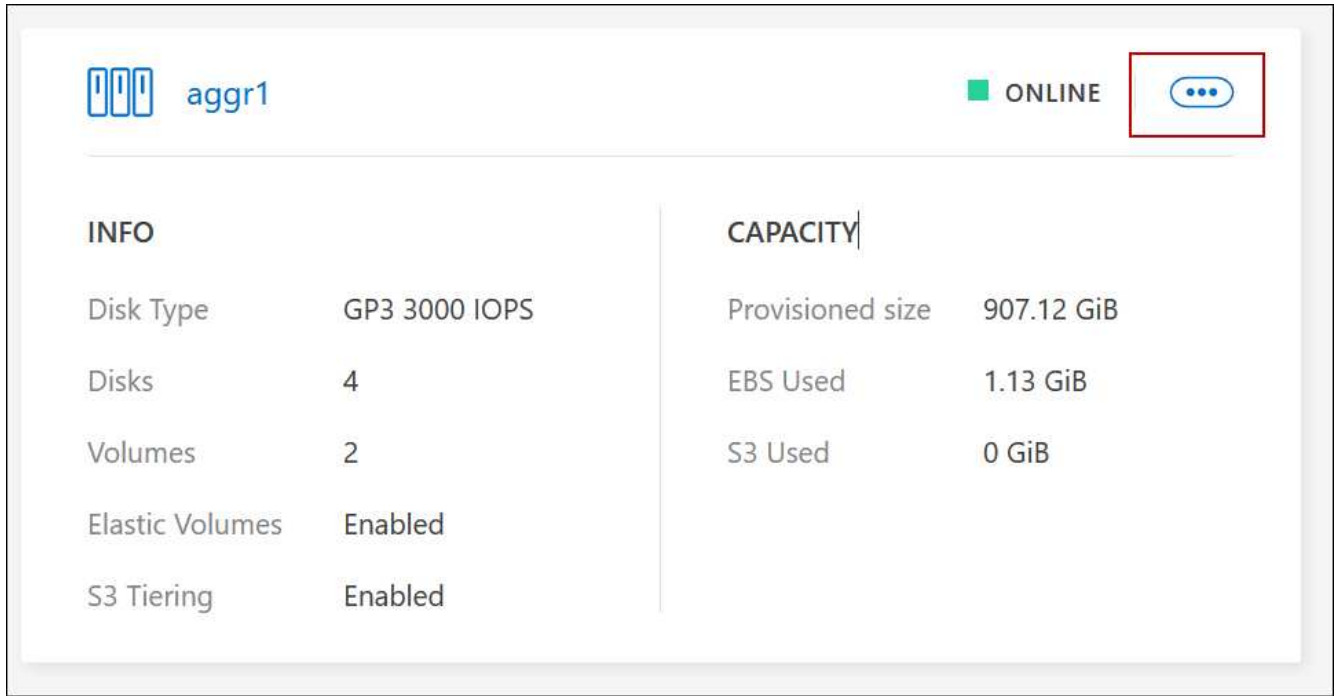 aggr1
ONLINE
INFO
Disk Type GP3 3000 IOPS
Disks 4
Volumes 2
Elastic Volumes Enabled
S3 Tiering Enabled
CAPACITY
Provisioned size 907.12 GiB
EBS Used 1.13 GiB
S3 Used 0 GiB